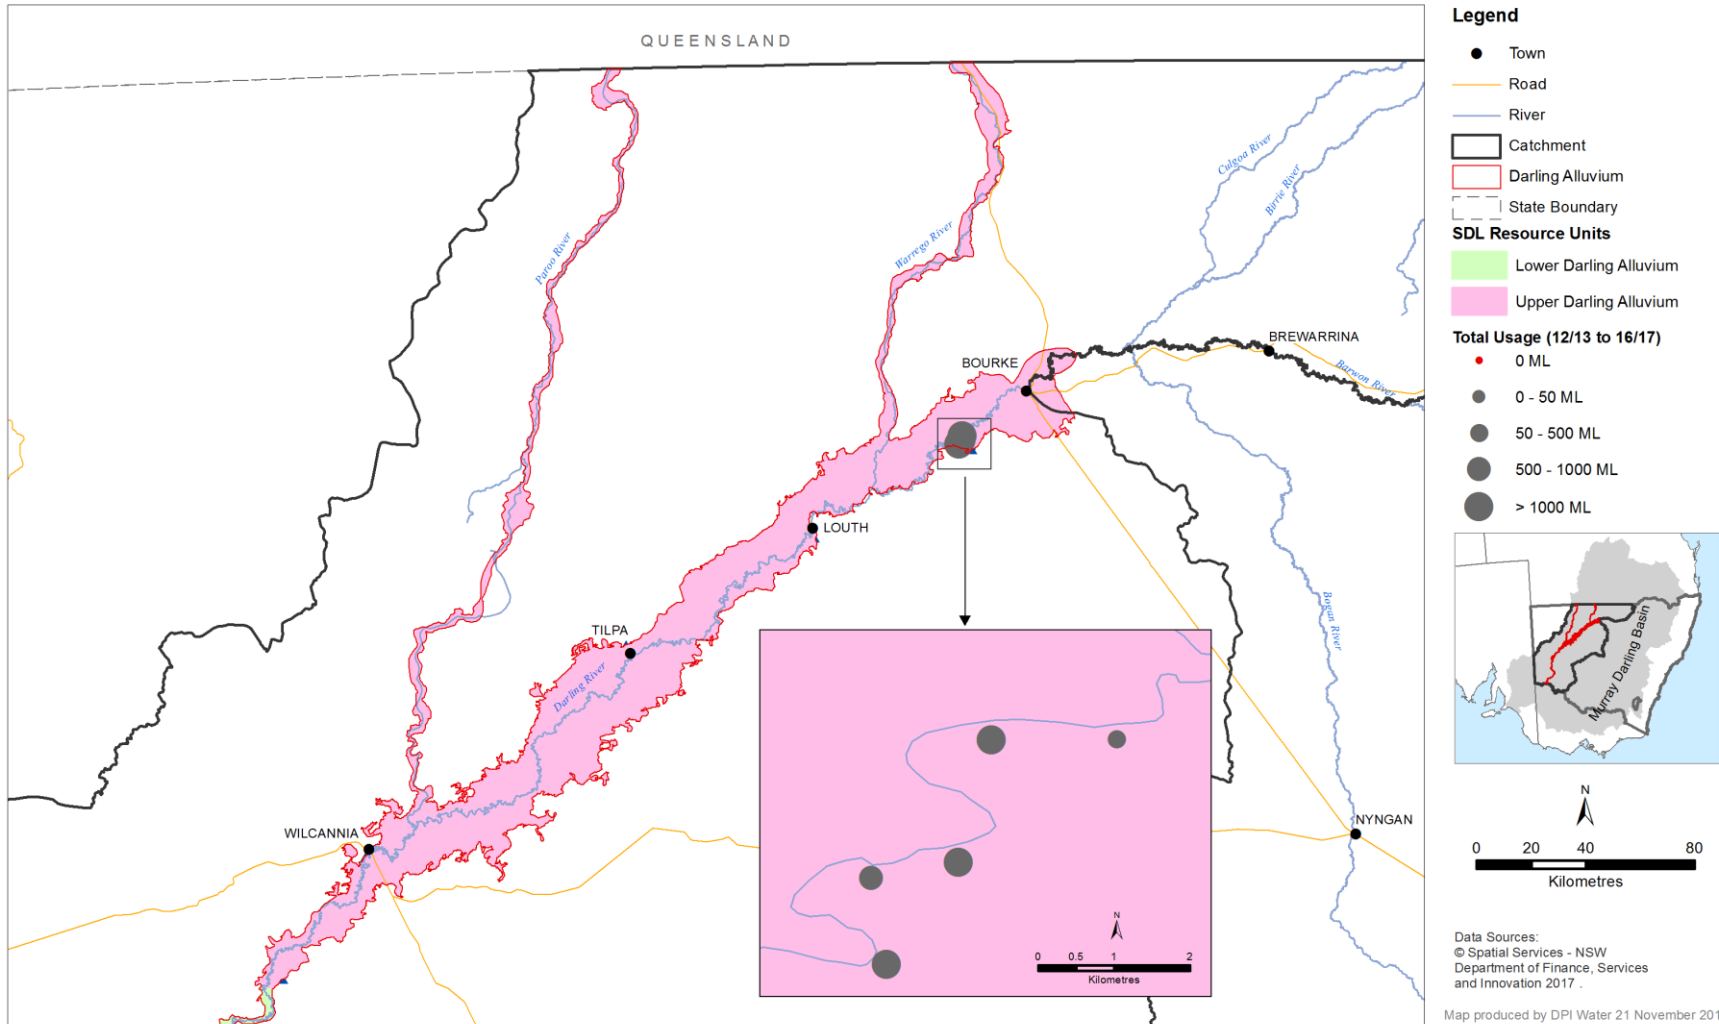 QUEENSLAND
Culgoa River
Birrie River
Paroo River
Warrego River
BREWARRINA
BOURKE
Barwon River
LOUTH
Bogan River
TILPA
Darling River
WILCANNIA
NYNGAN
N
0 0.5 1 2
Kilometres
Legend
Town
Road
River
Catchment
Darling Alluvium
State Boundary
SDL Resource Units
Lower Darling Alluvium
Upper Darling Alluvium
Total Usage (12/13 to 16/17)
0 ML
0 - 50 ML
50 - 500 ML
500 - 1000 ML
> 1000 ML
Murray Darling Basin
N
0 20 40 80
Kilometres
Data Sources:
© Spatial Services - NSW
Department of Finance, Services
and Innovation 2017 .
Map produced by DPI Water 21 November 201